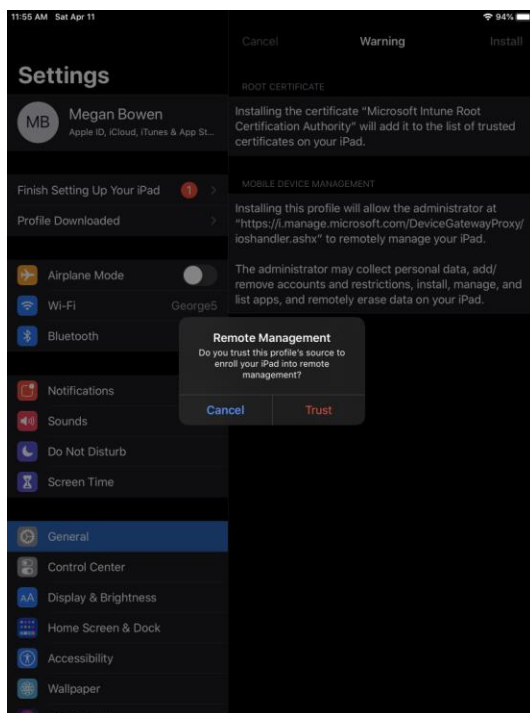 11:55 AM Sat Apr 11
94%
Settings
MB
Megan Bowen
Apple ID, iCloud, iTunes & App St...
Finish Setting Up Your iPad
1
Profile Downloaded
Airplane Mode
Wi-Fi
George5
Bluetooth
Notifications
Sounds
Do Not Disturb
Screen Time
General
Control Center
AA
Display & Brightness
Home Screen & Dock
Accessibility
Wallpaper
Cancel
Warning
Install
ROOT CERTIFICATE
Installing the certificate “Microsoft Intune Root
Certification Authority” will add it to the list of trusted
certificates on your iPad.
MOBILE DEVICE MANAGEMENT
Installing this profile will allow the administrator at
“https://i.manage.microsoft.com/DeviceGatewayProxy/
ioshandler.ashx” to remotely manage your iPad.
The administrator may collect personal data, add/
remove accounts and restrictions, install, manage, and
list apps, and remotely erase data on your iPad.
Remote Management
Do you trust this profile's source to
enroll your iPad into remote
management?
Cancel
Trust